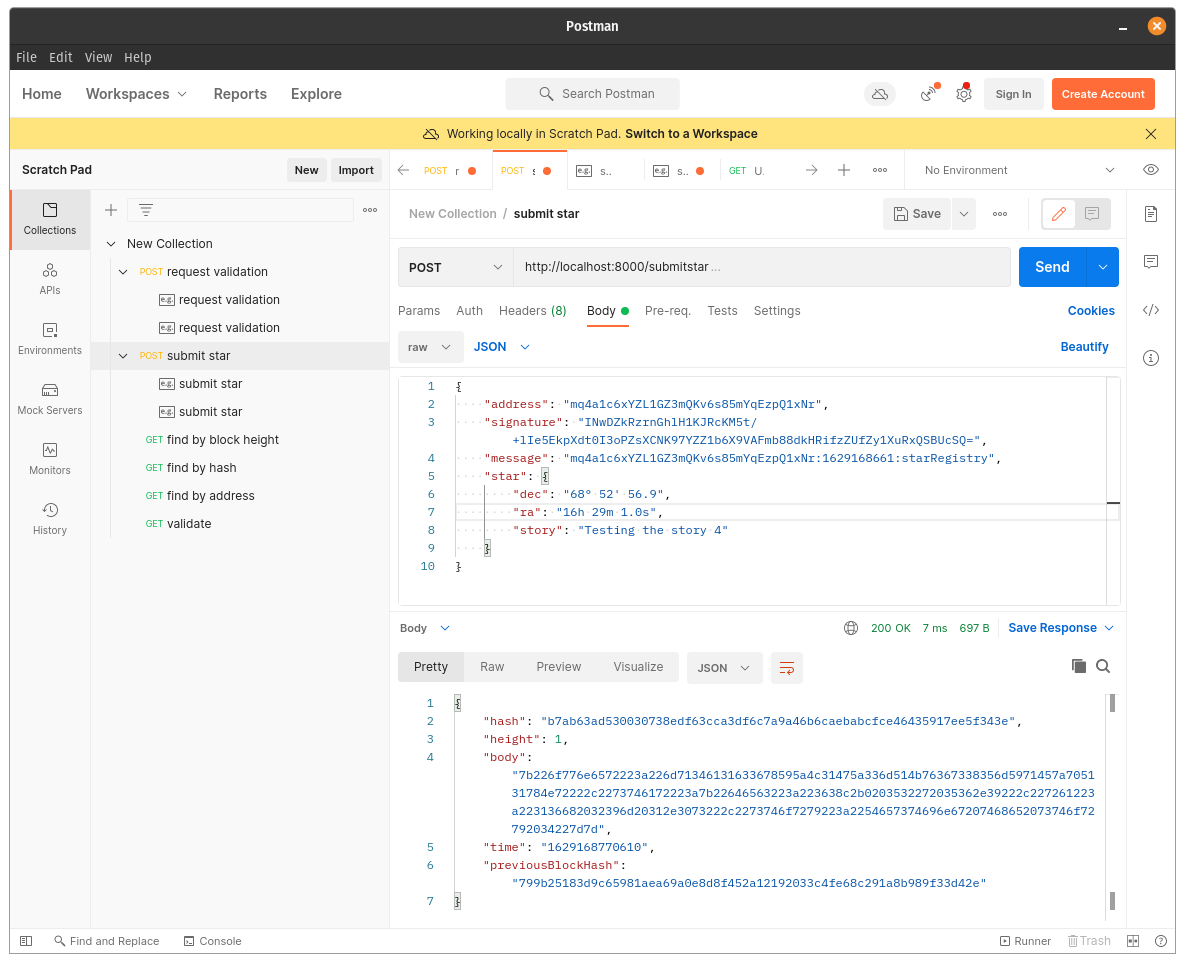 Postman
File Edit View Help
Home Workspaces Reports Explore Search Postman Sign In Create Account
Working locally in Scratch Pad. Switch to a Workspace
Scratch Pad New Import
POST r POST s e.g. s.. e.g. s.. GET U. No Environment
Collections
APIs
Environments
Mock Servers
Monitors
History
New Collection
POST request validation
e.g. request validation
e.g. request validation
POST submit star
e.g. submit star
e.g. submit star
GET find by block height
GET find by hash
GET find by address
GET validate
New Collection / submit star Save
POST http://localhost:8000/submitstar ... Send
Params Auth Headers (8) Body Pre-req. Tests Settings Cookies
raw JSON Beautify
1 {
2 "address": "mq4a1c6xYZL1GZ3mQKv6s85mYqEzpQ1xNr",
3 "signature": "INwDZkRzrnGhlH1KJRcKM5t/
+lIe5EkpXdt0I3oPZsXCNK97YZZ1b6X9VAFmb88dkHRifzZUfZy1XuRxQSBUcSQ=",
4 "message": "mq4a1c6xYZL1GZ3mQKv6s85mYqEzpQ1xNr:1629168661:starRegistry",
5 "star": {
6 "dec": "68° 52' 56.9",
7 "ra": "16h 29m 1.0s",
8 "story": "Testing the story 4"
9 }
10 }
Body 200 OK 7 ms 697 B Save Response
Pretty Raw Preview Visualize JSON
1 {
2 "hash": "b7ab63ad530030738edf63cca3df6c7a9a46b6caebabcfce46435917ee5f343e",
3 "height": 1,
4 "body":
"7b226f776e6572223a226d71346131633678595a4c31475a336d514b76367338356d5971457a7051
31784e72222c2273746172223a7b22646563223a223638c2b0203532272035362e39222c227261223
a223136682032396d20312e3073222c2273746f7279223a2254657374696e67207468652073746f72
792034227d7d",
5 "time": "1629168770610",
6 "previousBlockHash":
"799b25183d9c65981aea69a0e8d8f452a12192033c4fe68c291a8b989f33d42e"
7 }
Find and Replace Console Runner Trash